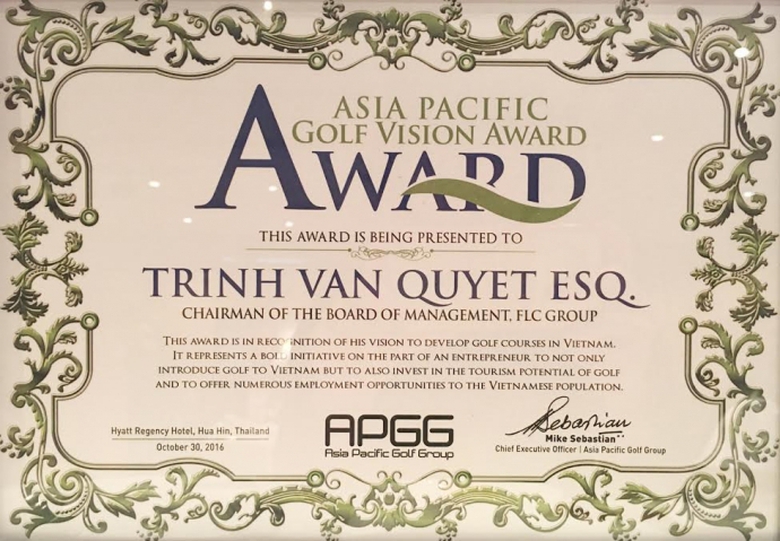 ASIA PACIFIC
GOLF VISION AWARD
AWARD
THIS AWARD IS BEING PRESENTED TO
TRINH VAN QUYET ESQ.
CHAIRMAN OF THE BOARD OF MANAGEMENT, FLC GROUP
THIS AWARD IS IN RECOGNITION OF HIS VISION TO DEVELOP GOLF COURSES IN VIETNAM.
IT REPRESENTS A BOLD INITIATIVE ON THE PART OF AN ENTREPRENEUR TO NOT ONLY
INTRODUCE GOLF TO VIETNAM BUT TO ALSO INVEST IN THE TOURISM POTENTIAL OF GOLF
AND TO OFFER NUMEROUS EMPLOYMENT OPPORTUNITIES TO THE VIETNAMESE POPULATION.
Hyatt Regency Hotel, Hua Hin, Thailand
October 30, 2016
APGG
Asia Pacific Golf Group
Sebastian
Mike Sebastian
Chief Executive Officer | Asia Pacific Golf Group